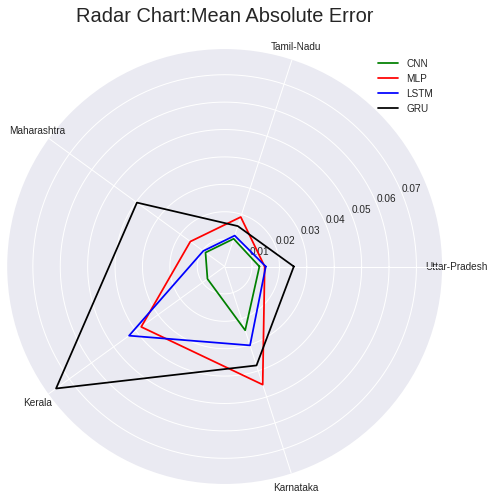 Radar Chart:Mean Absolute Error
Tamil-Nadu
CNN
MLP
LSTM
GRU
Maharashtra
0.07
0.06
0.05
0.04
0.03
0.02
0.01
Uttar-Pradesh
Kerala
Karnataka